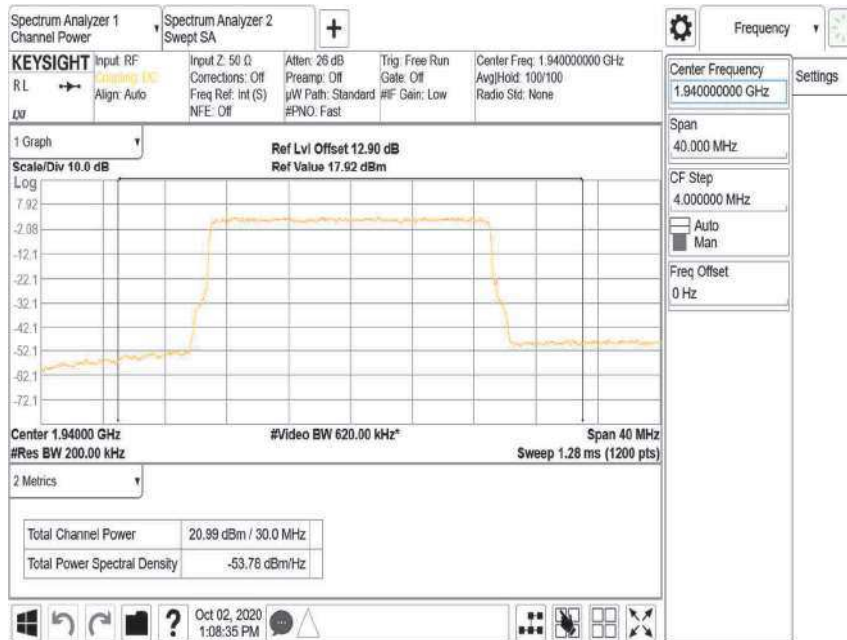 Spectrum Analyzer 1
Channel Power
Spectrum Analyzer 2
Swept SA
+
Frequency
KEYSIGHT
RL
LXI
Input: RF
Coupling: DC
Align: Auto
Input Z: 50 Ω
Corrections: Off
Freq Ref: Int (S)
NFE: Off
Atten: 26 dB
Preamp: Off
µW Path: Standard
#PNO: Fast
Trig: Free Run
Gate: Off
#IF Gain: Low
Center Freq: 1.940000000 GHz
Avg|Hold: 100/100
Radio Std: None
Center Frequency
1.940000000 GHz
Settings
Span
40.000 MHz
CF Step
4.000000 MHz
Auto
Man
Freq Offset
0 Hz
1 Graph
Scale/Div 10.0 dB
Ref Lvl Offset 12.90 dB
Ref Value 17.92 dBm
Log
7.92
-2.08
-12.1
-22.1
-32.1
-42.1
-52.1
-62.1
-72.1
Center 1.94000 GHz
#Video BW 620.00 kHz*
Span 40 MHz
#Res BW 200.00 kHz
Sweep 1.28 ms (1200 pts)
2 Metrics
Total Channel Power 20.99 dBm / 30.0 MHz
Total Power Spectral Density -53.78 dBm/Hz
?
Oct 02, 2020
1:08:35 PM